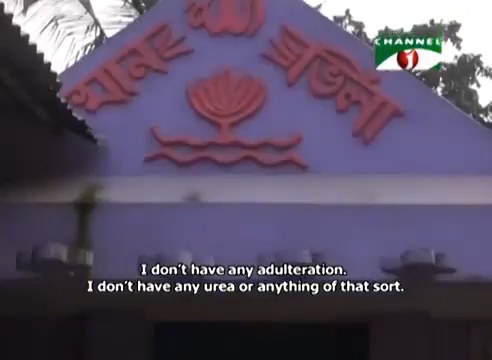 CHANNEL
i
I don't have any adulteration.
I don't have any urea or anything of that sort.